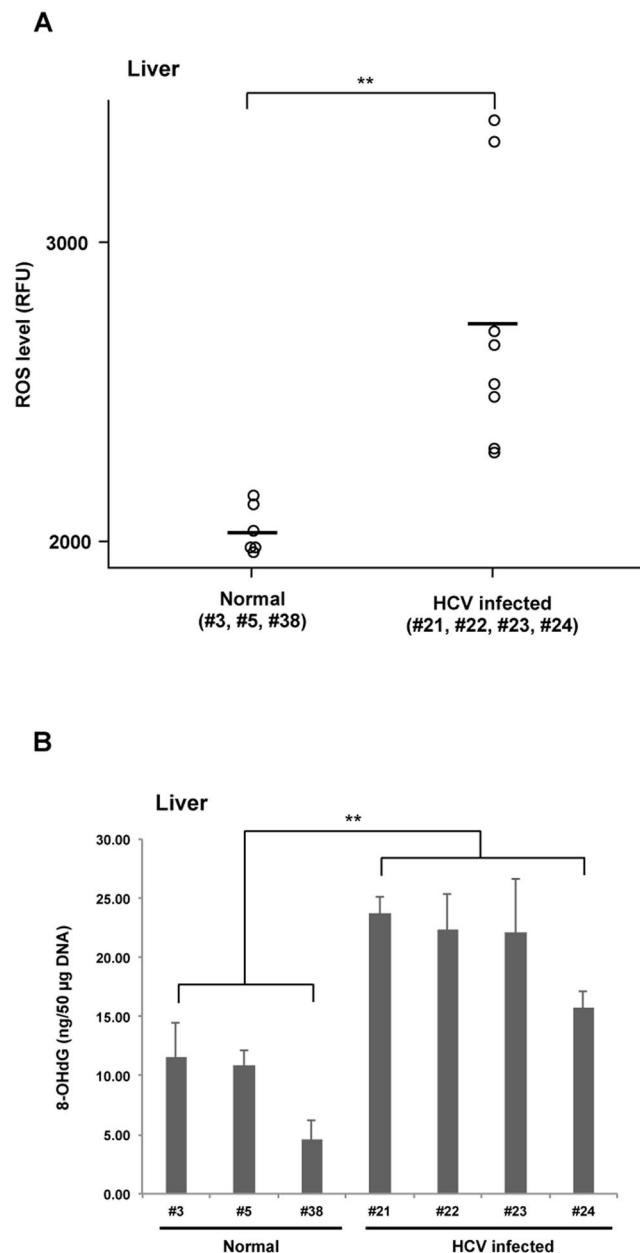 A
Liver
**
3000
ROS level (RFU)
2000
Normal
(#3, #5, #38)
HCV infected
(#21, #22, #23, #24)
B
Liver
**
30.00
25.00
20.00
15.00
10.00
5.00
0.00
8-OHdG (ng/50 µg DNA)
#3 #5 #38 #21 #22 #23 #24
Normal HCV infected